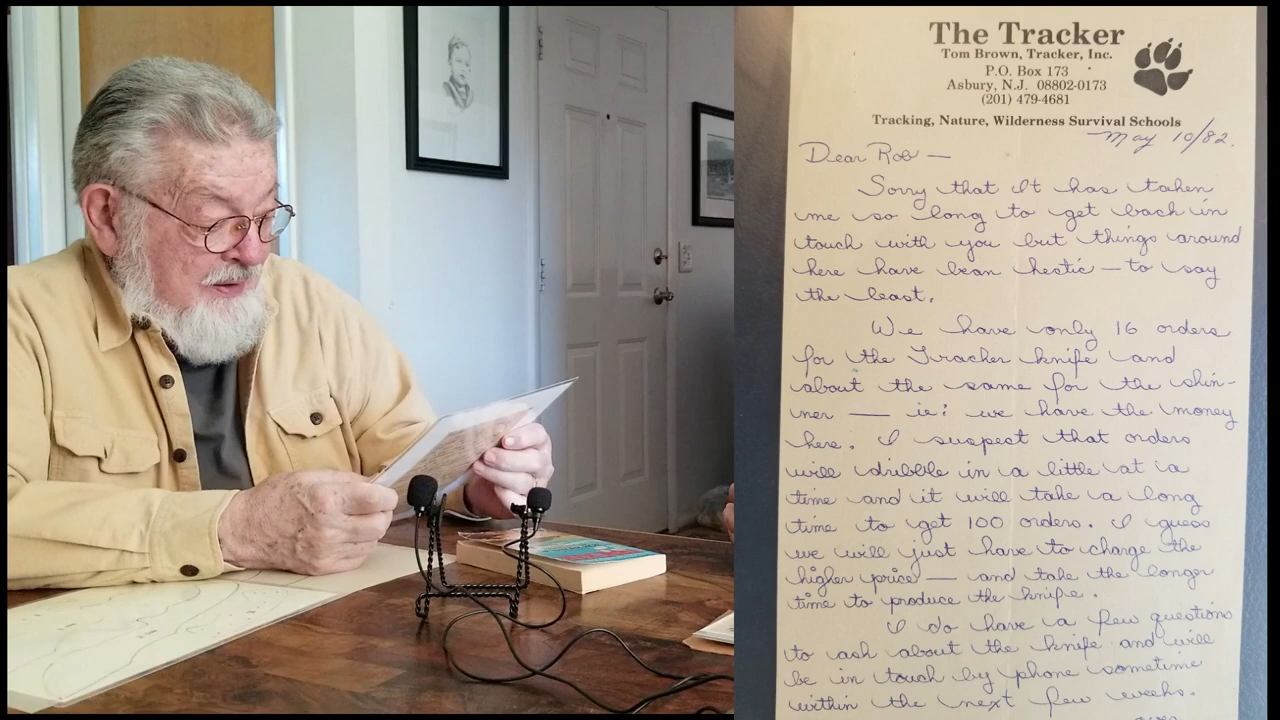 The Tracker
Tom Brown, Tracker, Inc.
P.O. Box 173
Asbury, N.J. 08802-0173
(201) 479-4681
Tracking, Nature, Wilderness Survival Schools
May 10/82.
Dear Rob —
Sorry that it has taken
me so long to get back in
touch with you but things around
here have been hectic — to say
the least.
We have only 16 orders
for the Tracker knife and
about the same for the skin-
ner — ie: we have the money
here. I suspect that orders
will dribble in a little at a
time and it will take a long
time to get 100 orders. I guess
we will just have to charge the
higher price — and take the longer
time to produce the knife.
I do have a few questions
to ask about the knife and will
be in touch by phone sometime
within the next few weeks.